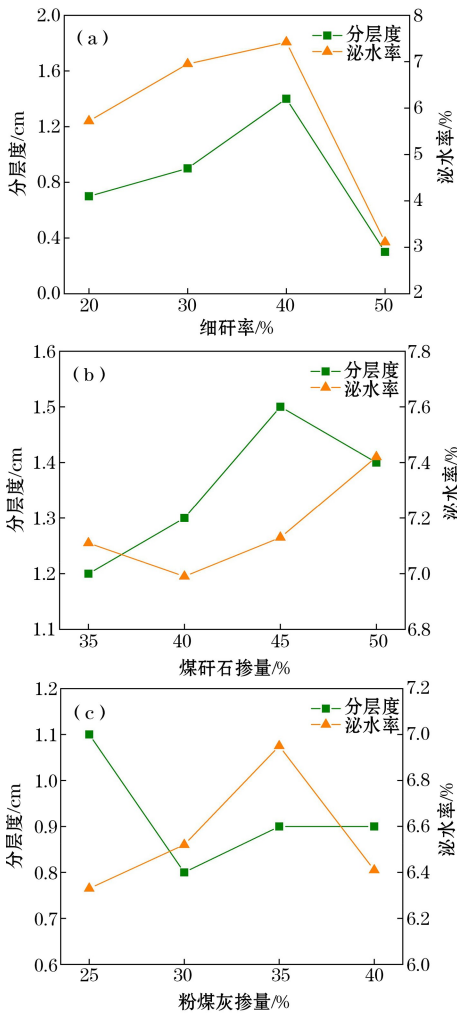 (a)
分层度
泌水率
分层度/cm
2.0
1.6
1.2
0.8
0.4
0.0
泌水率/%
8
7
6
5
4
3
2
20 30 40 50
细矸率/%
(b)
分层度
泌水率
分层度/cm
1.6
1.5
1.4
1.3
1.2
1.1
泌水率/%
7.8
7.6
7.4
7.2
7.0
6.8
35 40 45 50
煤矸石掺量/%
(c)
分层度
泌水率
分层度/cm
1.2
1.1
1.0
0.9
0.8
0.7
0.6
泌水率/%
7.2
7.0
6.8
6.6
6.4
6.2
6.0
25 30 35 40
粉煤灰掺量/%